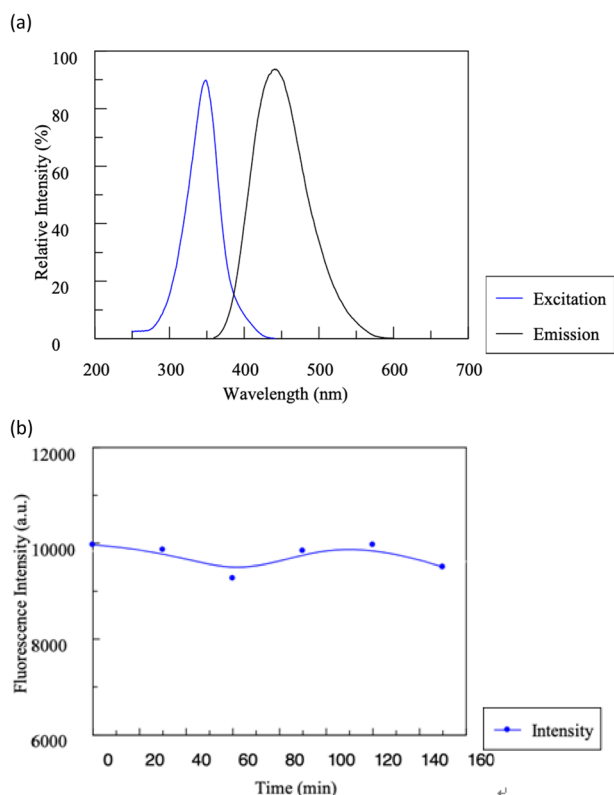 (a)
100
80
60
40
20
0
Relative Intensity (%)
200 300 400 500 600 700
Wavelength (nm)
Excitation
Emission
(b)
12000
10000
8000
6000
Fluorescence Intensity (a.u.)
0 20 40 60 80 100 120 140 160
Time (min)
Intensity